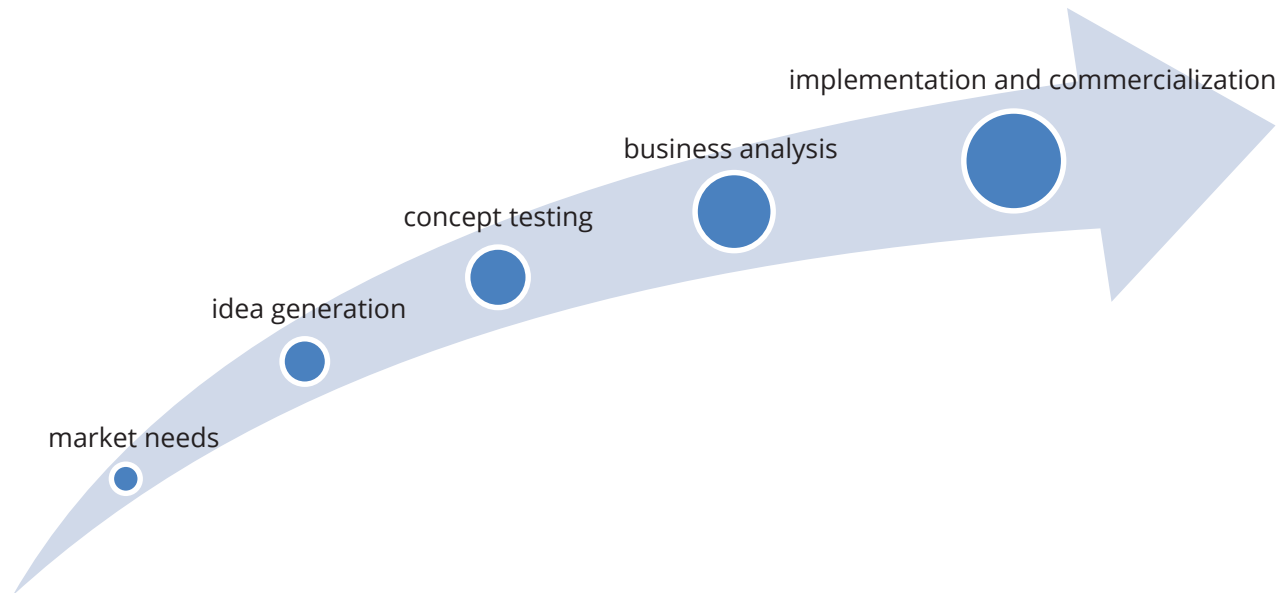 implementation and commercialization
business analysis
concept testing
idea generation
market needs